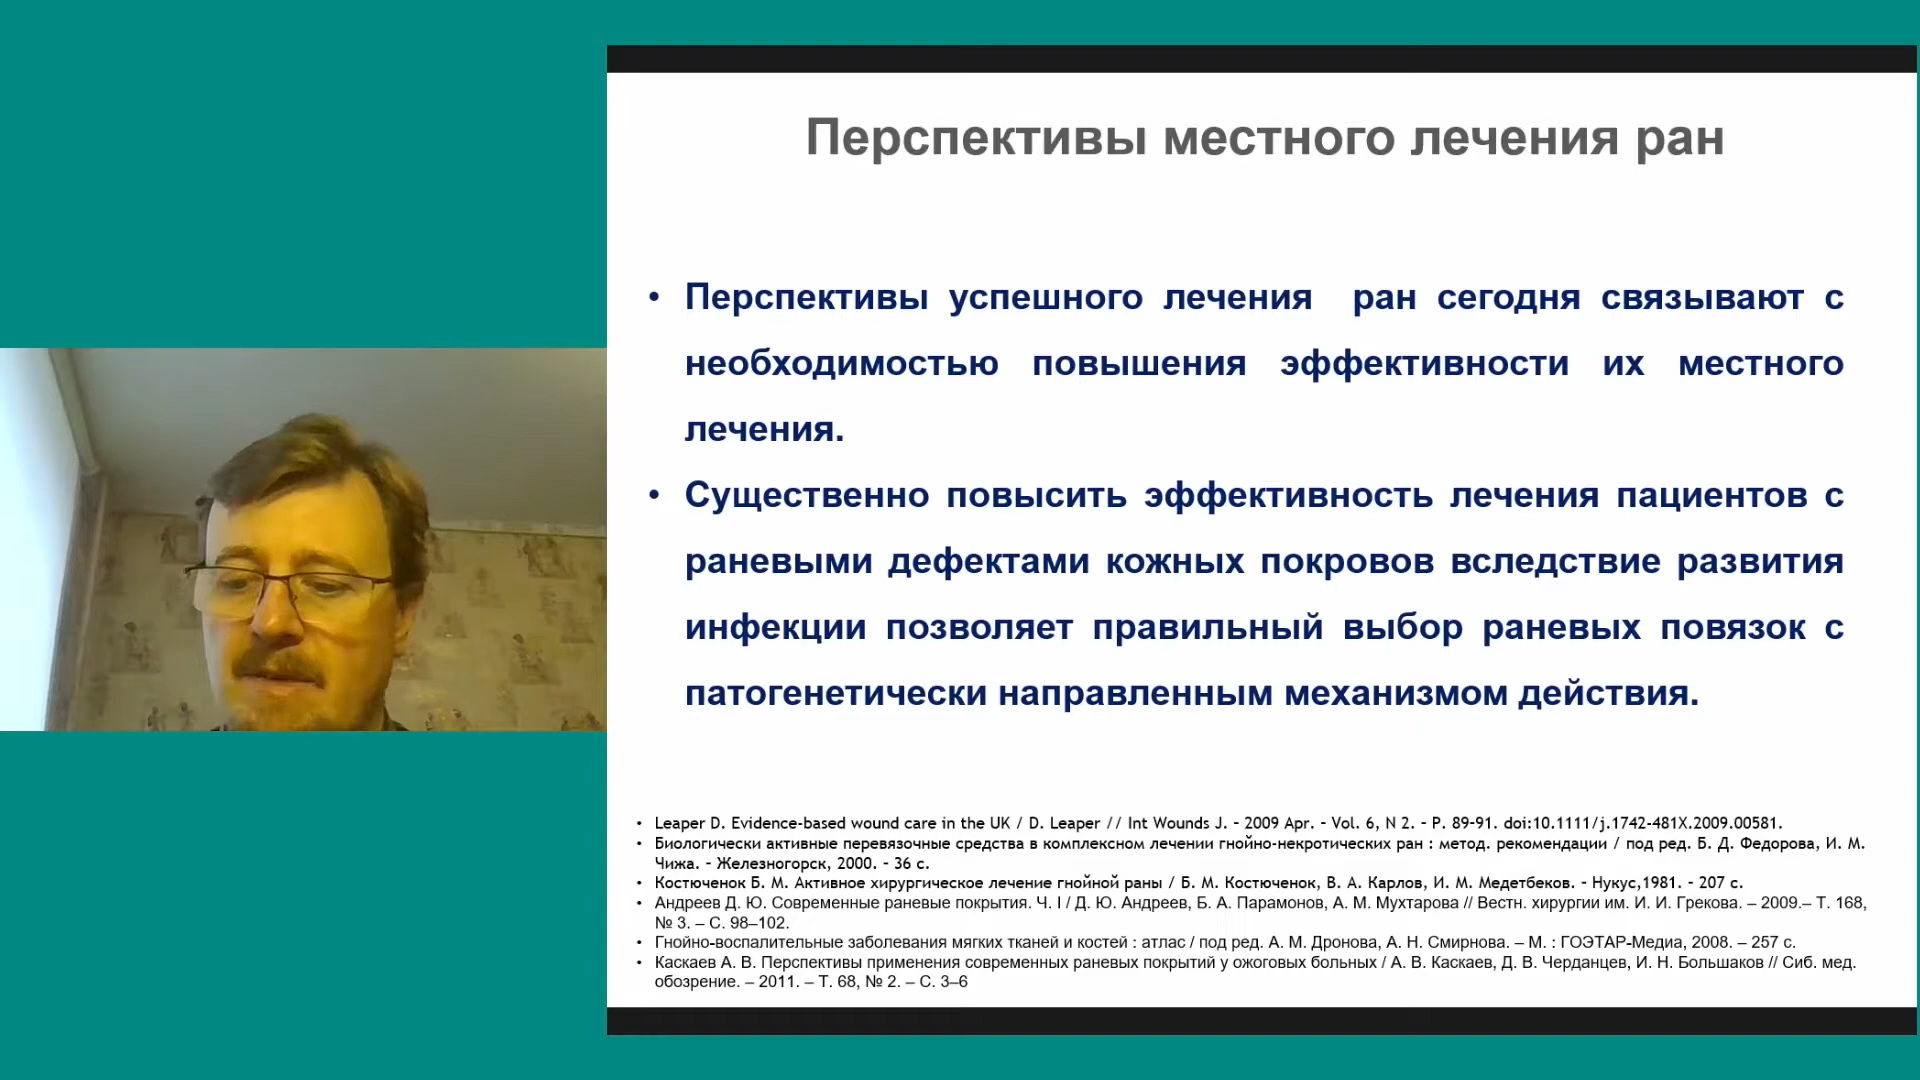 Перспективы местного лечения ран
• Перспективы успешного лечения ран сегодня связывают с
необходимостью повышения эффективности их местного
лечения.
• Существенно повысить эффективность лечения пациентов с
раневыми дефектами кожных покровов вследствие развития
инфекции позволяет правильный выбор раневых повязок с
патогенетически направленным механизмом действия.
• Leaper D. Evidence-based wound care in the UK / D. Leaper // Int Wounds J. – 2009 Apr. – Vol. 6, N 2. – P. 89-91. doi:10.1111/j.1742-481X.2009.00581.
• Биологически активные перевязочные средства в комплексном лечении гнойно-некротических ран : метод. рекомендации / под ред. Б. Д. Федорова, И. М.
Чижа. – Железногорск, 2000. – 36 с.
• Костюченок Б. М. Активное хирургическое лечение гнойной раны / Б. М. Костюченок, В. А. Карлов, И. М. Медетбеков. – Нукус,1981. – 207 с.
• Андреев Д. Ю. Современные раневые покрытия. Ч. I / Д. Ю. Андреев, Б. А. Парамонов, А. М. Мухтарова // Вестн. хирургии им. И. И. Грекова. – 2009.– Т. 168,
№ 3. – С. 98–102.
• Гнойно-воспалительные заболевания мягких тканей и костей : атлас / под ред. А. М. Дронова, А. Н. Смирнова. – М. : ГОЭТАР-Медиа, 2008. – 257 с.
• Каскаев А. В. Перспективы применения современных раневых покрытий у ожоговых больных / А. В. Каскаев, Д. В. Черданцев, И. Н. Большаков // Сиб. мед.
обозрение. – 2011. – Т. 68, № 2. – С. 3–6